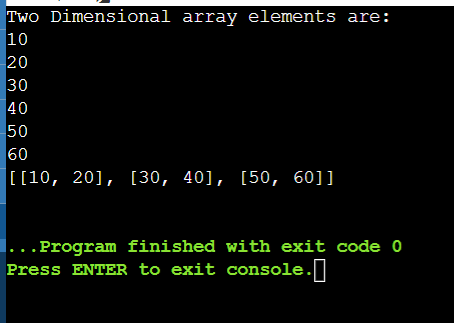 Two Dimensional array elements are:
10
20
30
40
50
60
[[10, 20], [30, 40], [50, 60]]
...Program finished with exit code 0
Press ENTER to exit console.